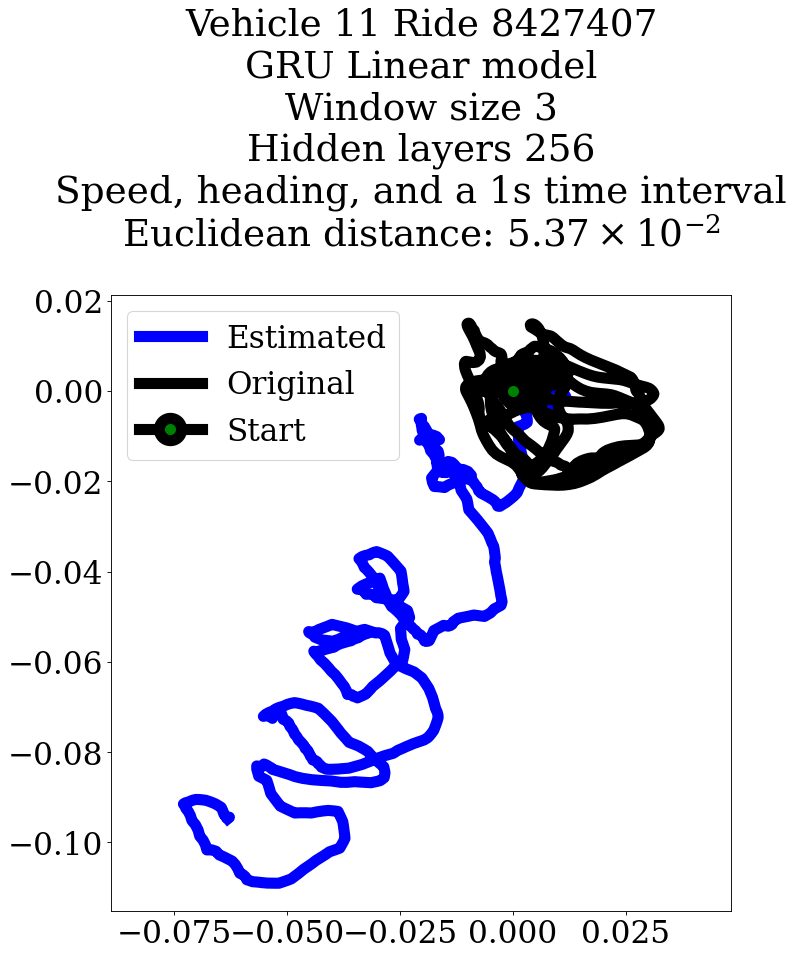 Vehicle 11 Ride 8427407
GRU Linear model
Window size 3
Hidden layers 256
Speed, heading, and a 1s time interval
Euclidean distance: 5.37 × 10⁻²
Estimated
Original
Start
0.02
0.00
−0.02
−0.04
−0.06
−0.08
−0.10
−0.075 −0.050 −0.025 0.000 0.025